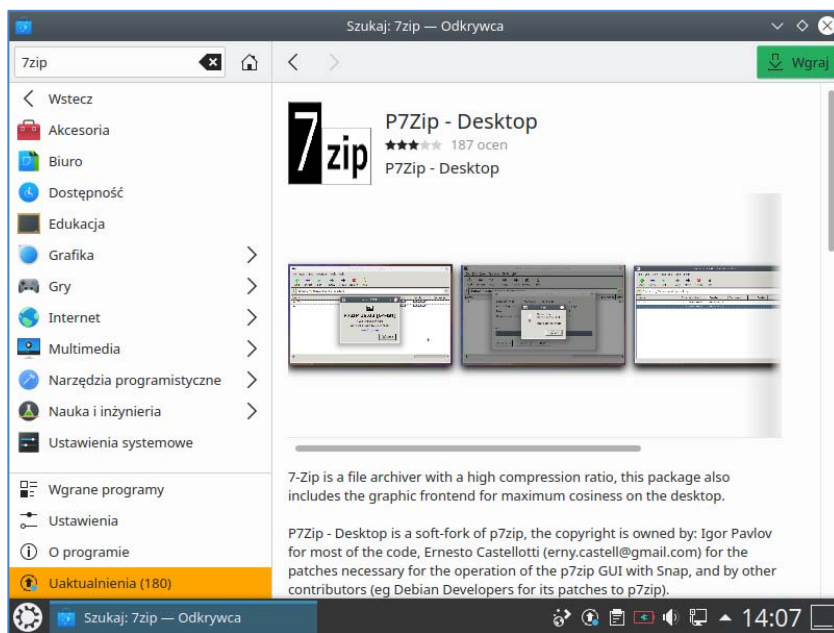 Szukaj: 7zip — Odkrywca
7zip
Wgraj
Wstecz
Akcesoria
Biuro
Dostępność
Edukacja
Grafika
Gry
Internet
Multimedia
Narzędzia programistyczne
Nauka i inżynieria
Ustawienia systemowe
Wgrane programy
Ustawienia
O programie
Uaktualnienia (180)
7zip
P7Zip - Desktop
187 ocen
P7Zip - Desktop
7-Zip is a file archiver with a high compression ratio, this package also
includes the graphic frontend for maximum cosiness on the desktop.
P7Zip - Desktop is a soft-fork of p7zip, the copyright is owned by: Igor Pavlov
for most of the code, Ernesto Castellotti (erny.castell@gmail.com) for the
patches necessary for the operation of the p7zip GUI with Snap, and by other
contributors (eg Debian Developers for its patches to p7zip).
Szukaj: 7zip — Odkrywca
14:07